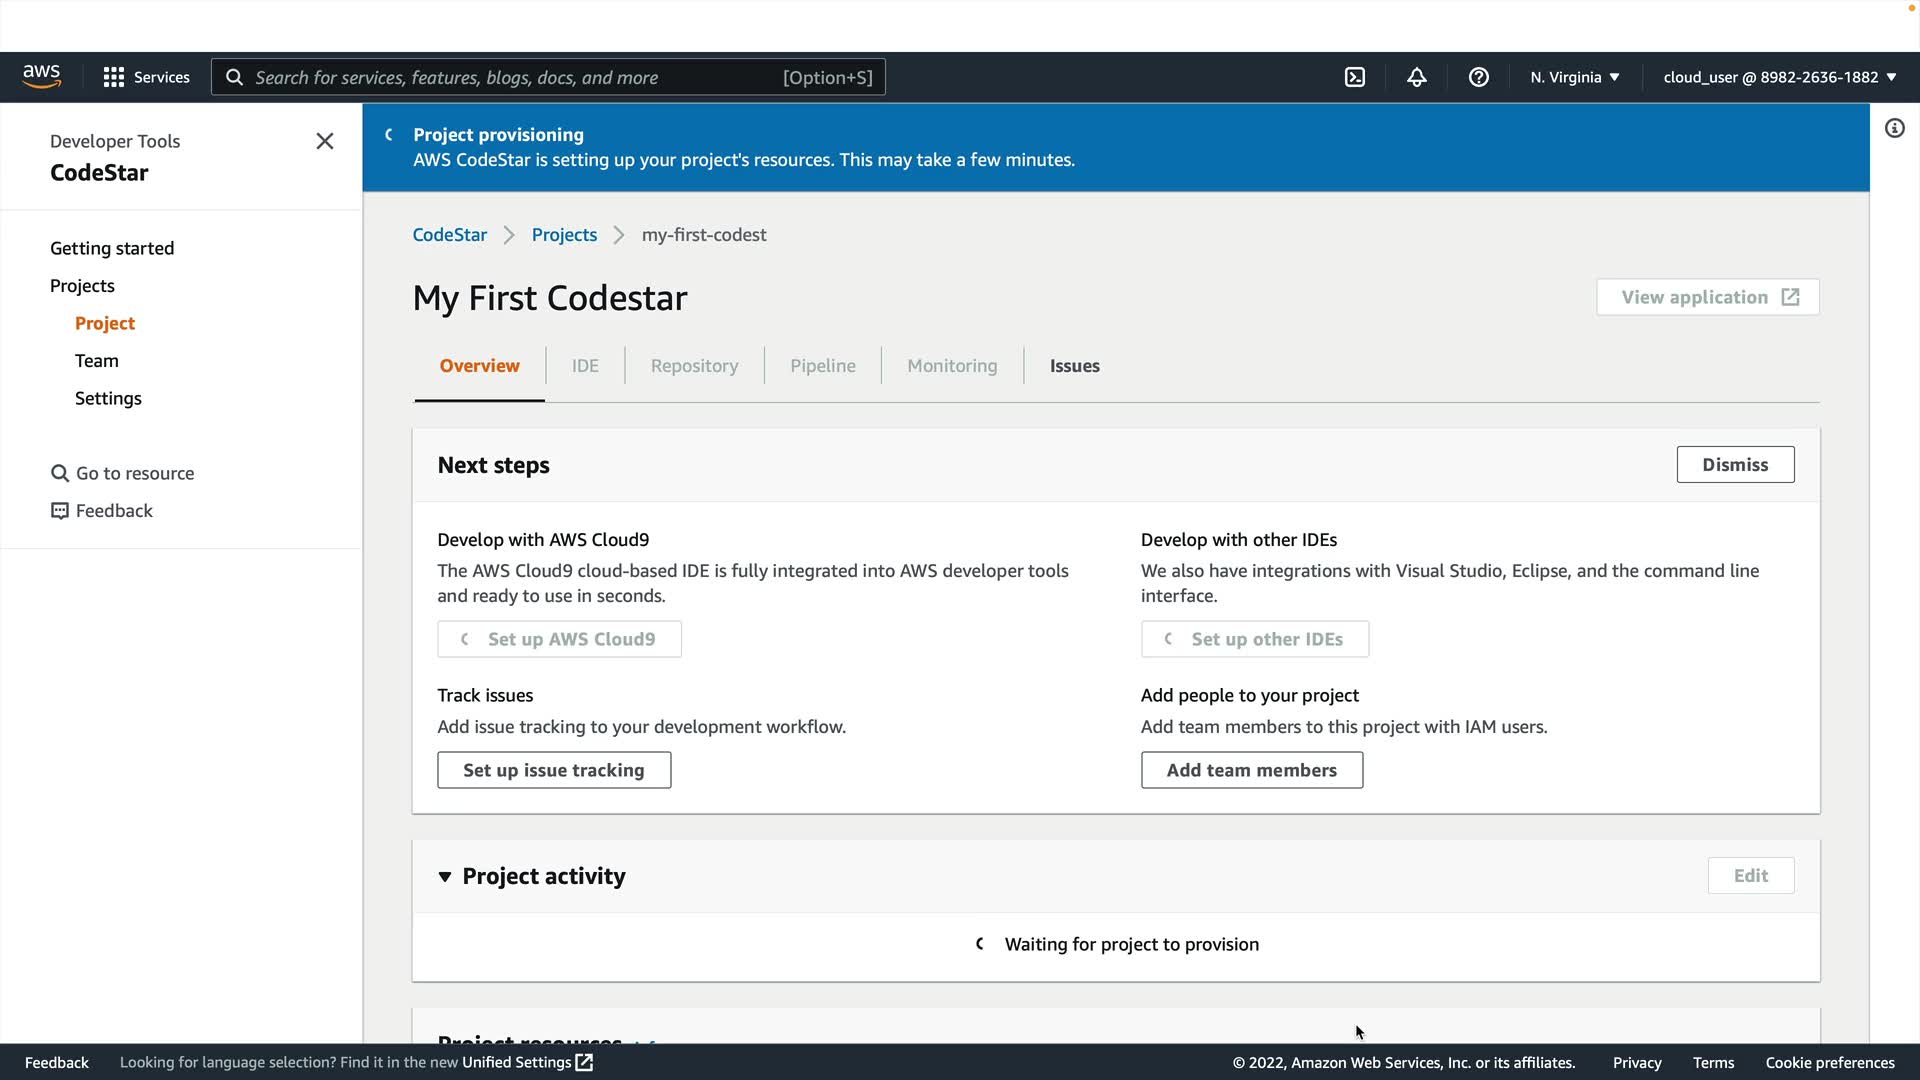 aws
Services
Search for services, features, blogs, docs, and more
[Option+S]
N. Virginia
cloud_user @ 8982-2636-1882
Developer Tools
CodeStar
Getting started
Projects
Project
Team
Settings
Go to resource
Feedback
Project provisioning
AWS CodeStar is setting up your project's resources. This may take a few minutes.
CodeStar
Projects
my-first-codest
My First Codestar
View application
Overview
IDE
Repository
Pipeline
Monitoring
Issues
Next steps
Dismiss
Develop with AWS Cloud9
The AWS Cloud9 cloud-based IDE is fully integrated into AWS developer tools
and ready to use in seconds.
Set up AWS Cloud9
Develop with other IDEs
We also have integrations with Visual Studio, Eclipse, and the command line
interface.
Set up other IDEs
Track issues
Add issue tracking to your development workflow.
Set up issue tracking
Add people to your project
Add team members to this project with IAM users.
Add team members
Project activity
Edit
Waiting for project to provision
Project resources
Feedback
Looking for language selection? Find it in the new Unified Settings
© 2022, Amazon Web Services, Inc. or its affiliates.
Privacy
Terms
Cookie preferences